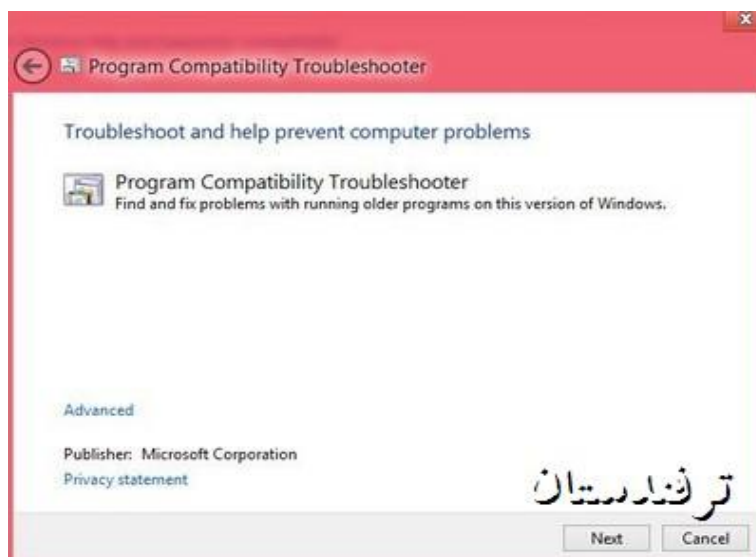 Program Compatibility Troubleshooter
Troubleshoot and help prevent computer problems
Program Compatibility Troubleshooter
Find and fix problems with running older programs on this version of Windows.
Advanced
Publisher: Microsoft Corporation
Privacy statement
ترفندستان
Next Cancel